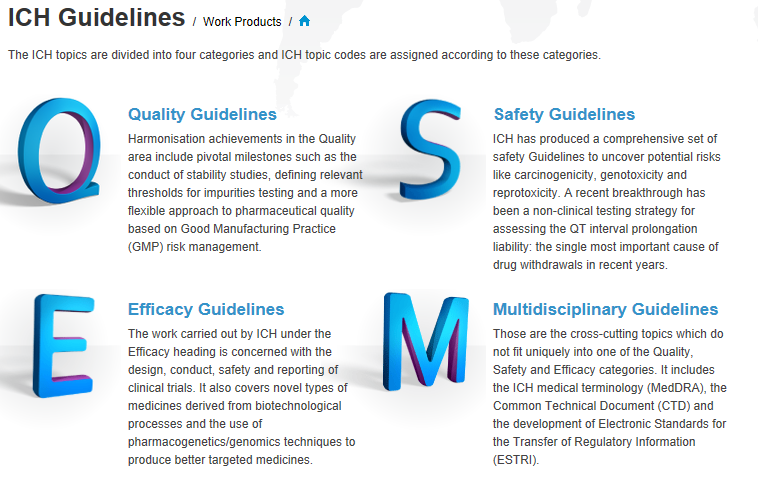 ICH Guidelines / Work Products /
The ICH topics are divided into four categories and ICH topic codes are assigned according to these categories.
Q
Quality Guidelines
Harmonisation achievements in the Quality
area include pivotal milestones such as the
conduct of stability studies, defining relevant
thresholds for impurities testing and a more
flexible approach to pharmaceutical quality
based on Good Manufacturing Practice
(GMP) risk management.
S
Safety Guidelines
ICH has produced a comprehensive set of
safety Guidelines to uncover potential risks
like carcinogenicity, genotoxicity and
reprotoxicity. A recent breakthrough has
been a non-clinical testing strategy for
assessing the QT interval prolongation
liability: the single most important cause of
drug withdrawals in recent years.
E
Efficacy Guidelines
The work carried out by ICH under the
Efficacy heading is concerned with the
design, conduct, safety and reporting of
clinical trials. It also covers novel types of
medicines derived from biotechnological
processes and the use of
pharmacogenetics/genomics techniques to
produce better targeted medicines.
M
Multidisciplinary Guidelines
Those are the cross-cutting topics which do
not fit uniquely into one of the Quality,
Safety and Efficacy categories. It includes
the ICH medical terminology (MedDRA), the
Common Technical Document (CTD) and
the development of Electronic Standards for
the Transfer of Regulatory Information
(ESTRI).